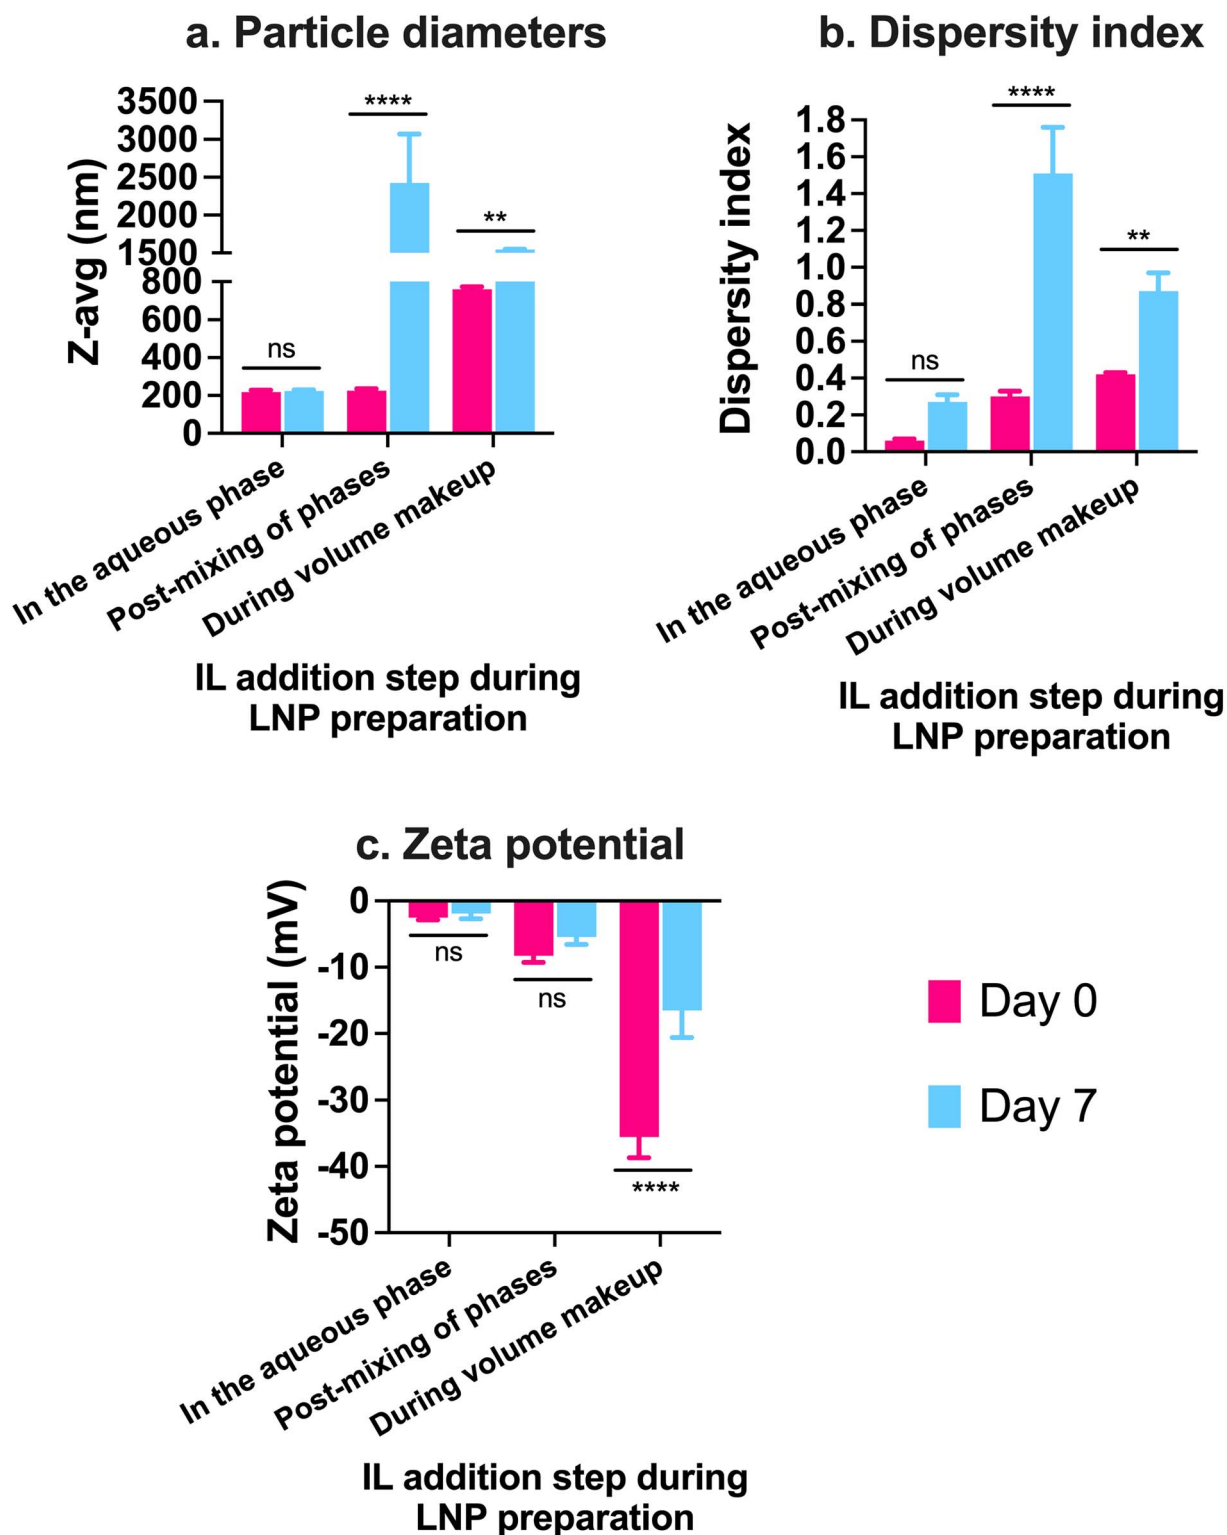 a. Particle diameters
Z-avg (nm)
3500
3000
2500
2000
1500
800
600
400
200
0
ns
****
**
In the aqueous phase
Post-mixing of phases
During volume makeup
IL addition step during
LNP preparation
b. Dispersity index
Dispersity index
1.8
1.6
1.4
1.2
1.0
0.8
0.6
0.4
0.2
0.0
ns
****
**
In the aqueous phase
Post-mixing of phases
During volume makeup
IL addition step during
LNP preparation
c. Zeta potential
Zeta potential (mV)
0
-10
-20
-30
-40
-50
ns
ns
****
In the aqueous phase
Post-mixing of phases
During volume makeup
IL addition step during
LNP preparation
Day 0
Day 7